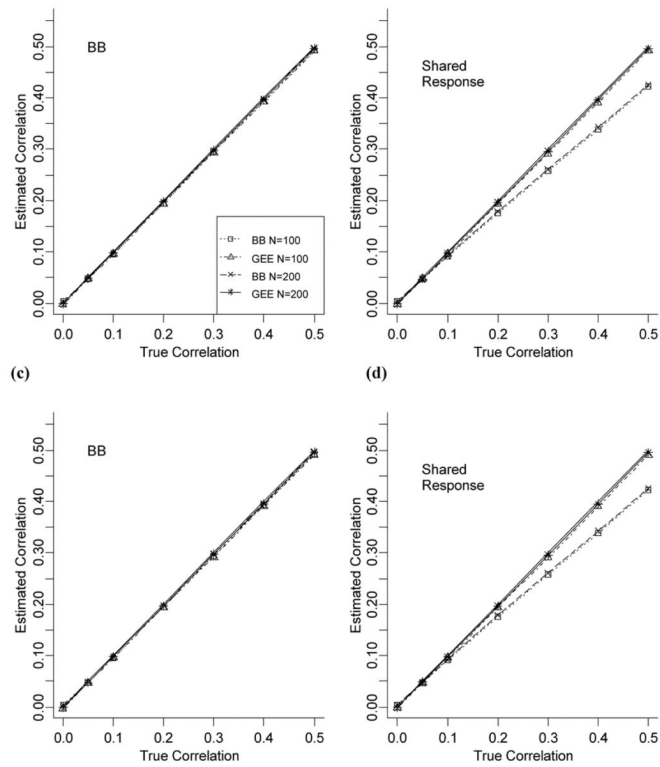 BB
Estimated Correlation
0.00 0.10 0.20 0.30 0.40 0.50
BB N=100
GEE N=100
BB N=200
GEE N=200
0.0 0.1 0.2 0.3 0.4 0.5
True Correlation
Shared
Response
Estimated Correlation
0.00 0.10 0.20 0.30 0.40 0.50
0.0 0.1 0.2 0.3 0.4 0.5
True Correlation
(c)
(d)
BB
Estimated Correlation
0.00 0.10 0.20 0.30 0.40 0.50
0.0 0.1 0.2 0.3 0.4 0.5
True Correlation
Shared
Response
Estimated Correlation
0.00 0.10 0.20 0.30 0.40 0.50
0.0 0.1 0.2 0.3 0.4 0.5
True Correlation